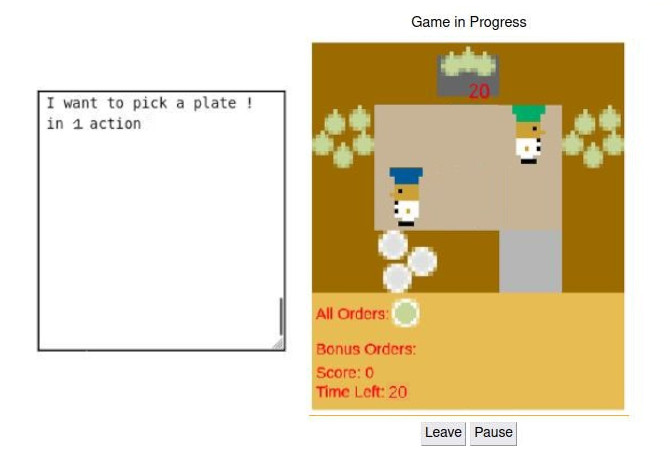 Game in Progress
I want to pick a plate !
in 1 action
20
All Orders:
Bonus Orders:
Score: 0
Time Left: 20
Leave Pause